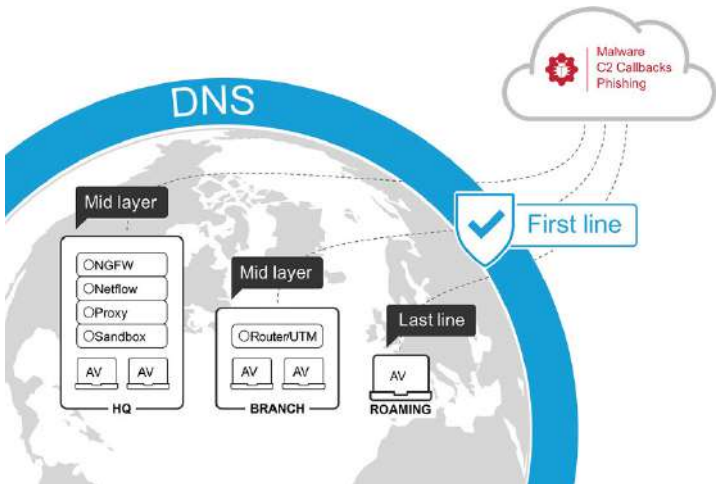 Malware
C2 Callbacks
Phishing
DNS
First line
Mid layer
NGFW
Netflow
Proxy
Sandbox
AV AV
HQ
Mid layer
Router/UTM
AV AV
BRANCH
Last line
AV
ROAMING